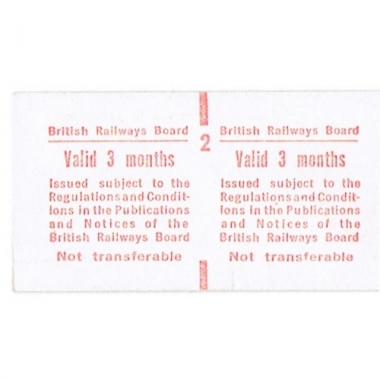 British Railways Board
Valid 3 months
Issued subject to the
Regulations and Condit-
ions in the Publications
and Notices of the
British Railways Board
Not transferable
2
British Railways Board
Valid 3 months
Issued subject to the
Regulations and Condit-
ions in the Publications
and Notices of the
British Railways Board
Not transferable